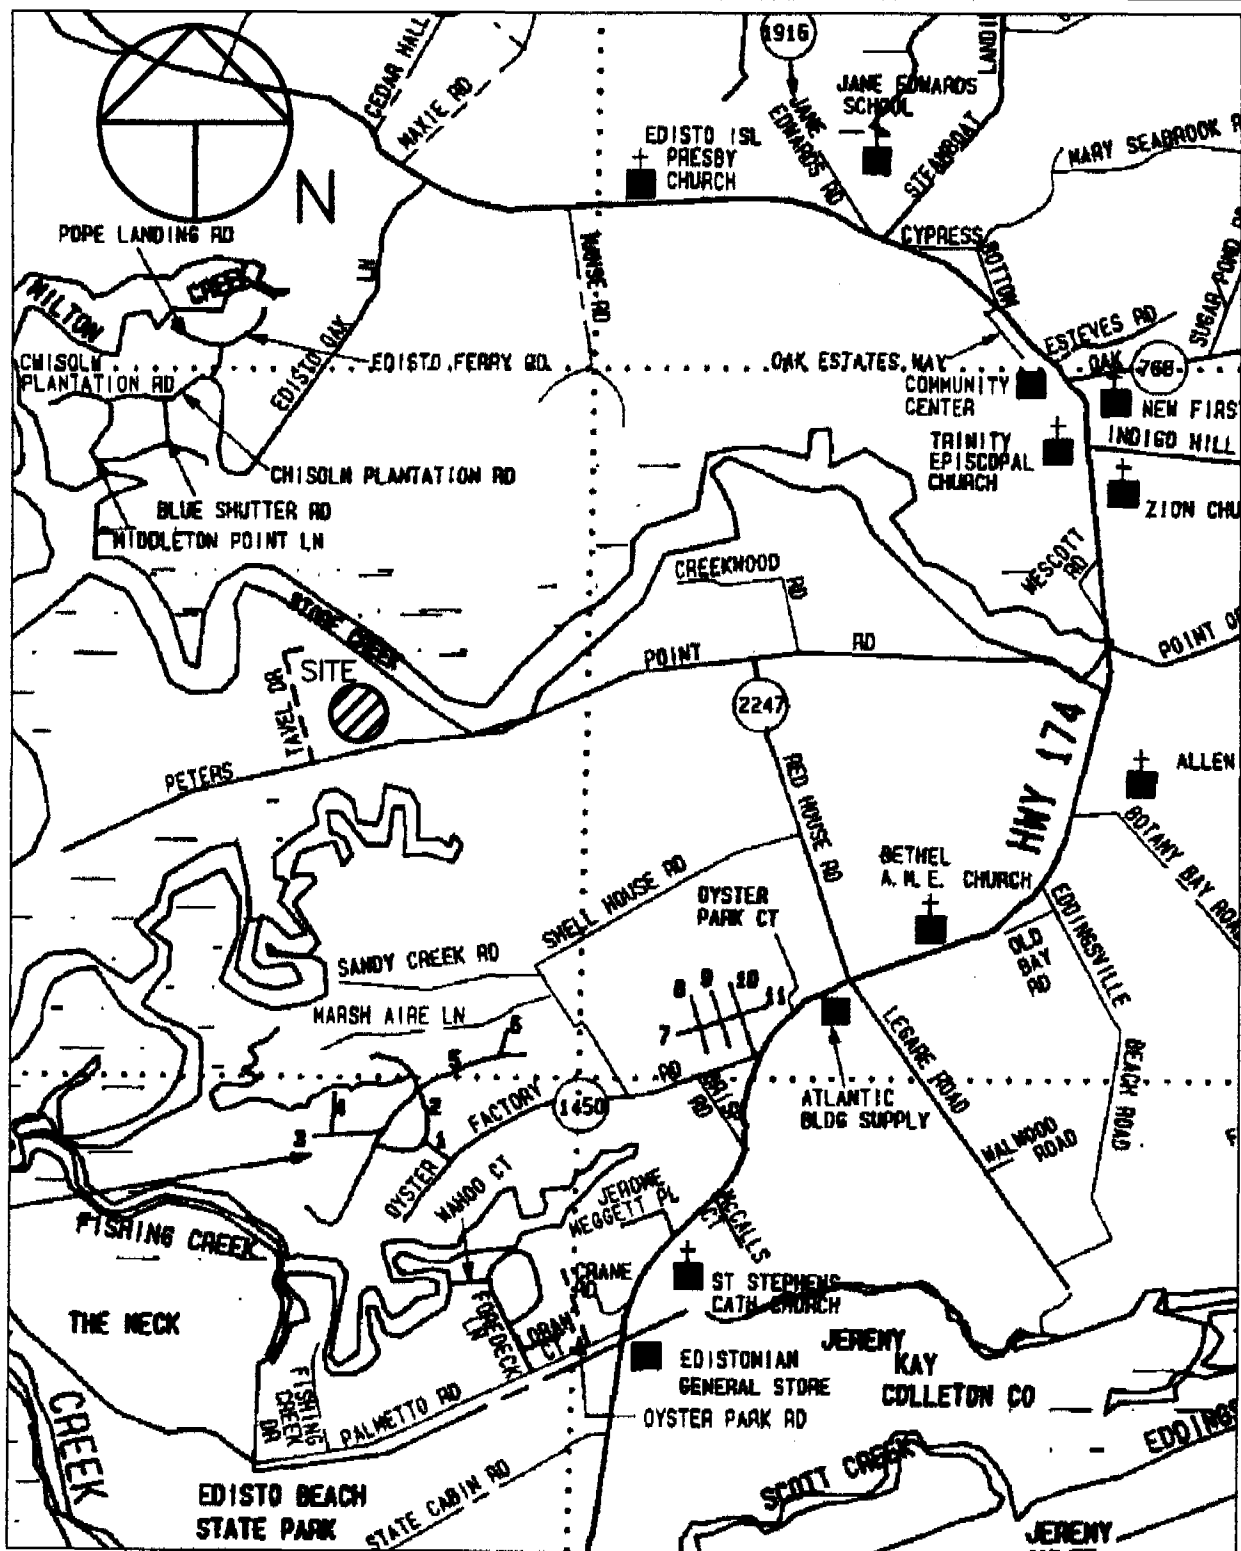 1916
CEDAR HALL
MAXIE RD
LANDI
JANE EDWARDS
SCHOOL
JANE
EDWARDS RD
STEAMBOAT
EDISTO ISL
PRESBY
CHURCH
MARY SEABROOK R
N
POPE LANDING RD
CYPRESS
BOTTOM
SUGAR POND R
MILTON
CREEK
EDISTO OAK
LN
MANSE RD
ESTEVES RD
EDISTO FERRY RD.
OAK ESTATES WAY
OAK
768
CHISOLM
PLANTATION RD
COMMUNITY
CENTER
NEW FIRS
INDIGO HILL
TRINITY
EPISCOPAL
CHURCH
CHISOLM PLANTATION RD
BLUE SHUTTER RD
MIDDLETON POINT LN
ZION CHU
WESCOTT
RD
CREEKWOOD
RD
STORE CREEK
POINT
RD
POINT OF
SITE
TAVEL DR
2247
HWY 174
PETERS
ALLEN
RED HOUSE RD
BOTANY BAY ROAD
BETHEL
A.M.E. CHURCH
SHELL HOUSE RD
OYSTER
PARK CT
EDDINGSVILLE
BEACH ROAD
OLD
BAY
RD
SANDY CREEK RD
8
9
10
11
7
MARSH AIRE LN
6
5
LEGARE ROAD
RD
ATLANTIC
BLDG SUPPLY
FACTORY
1450
4
2
3
1
WALWOOD
ROAD
OYSTER
WAHOO CT
JEROME
MEGGETT PL
MCCALLS
CT
FISHING CREEK
CRANE
RD
ST STEPHENS
CATH CHURCH
THE NECK
FOREDECK
LN
LOBAN
CT
JEREMY
KAY
COLLETON CO
EDISTONIAN
GENERAL STORE
FISHING
CREEK
DR
PALMETTO RD
OYSTER PARK RD
CREEK
EDDINGS
SCOTT CREEK
EDISTO BEACH
STATE PARK
STATE CABIN RD
JEREMY